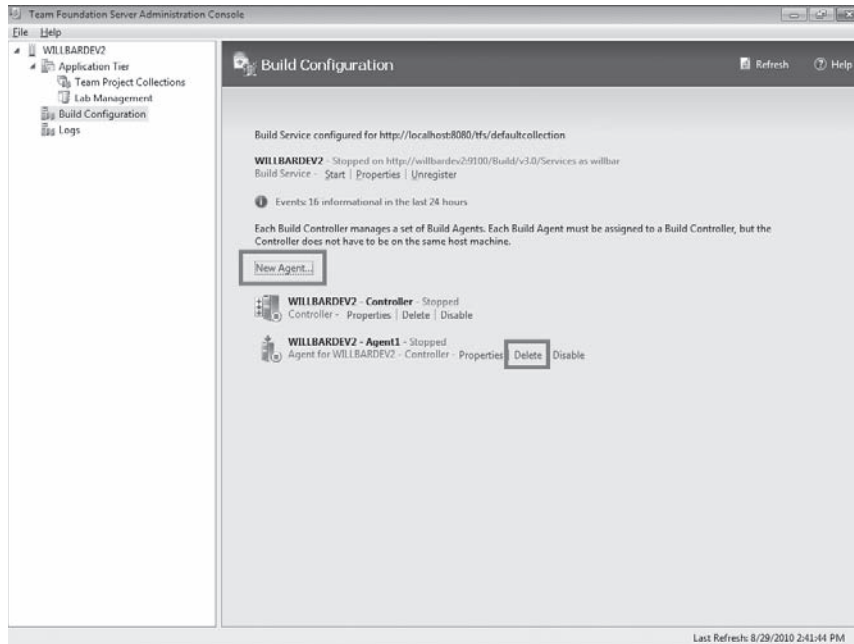 Team Foundation Server Administration Console
File Help
WILLBARDEV2
Application Tier
Team Project Collections
Lab Management
Build Configuration
Logs
Build Configuration
Refresh
Help
Build Service configured for http://localhost:8080/tfs/defaultcollection
WILLBARDEV2 - Stopped on http://willbardev2:9100/Build/v3.0/Services as willbar
Build Service - Start | Properties | Unregister
Events: 16 informational in the last 24 hours
Each Build Controller manages a set of Build Agents. Each Build Agent must be assigned to a Build Controller, but the
Controller does not have to be on the same host machine.
New Agent...
WILLBARDEV2 - Controller - Stopped
Controller - Properties | Delete | Disable
WILLBARDEV2 - Agent1 - Stopped
Agent for WILLBARDEV2 - Controller - Properties Delete Disable
Last Refresh: 8/29/2010 2:41:44 PM